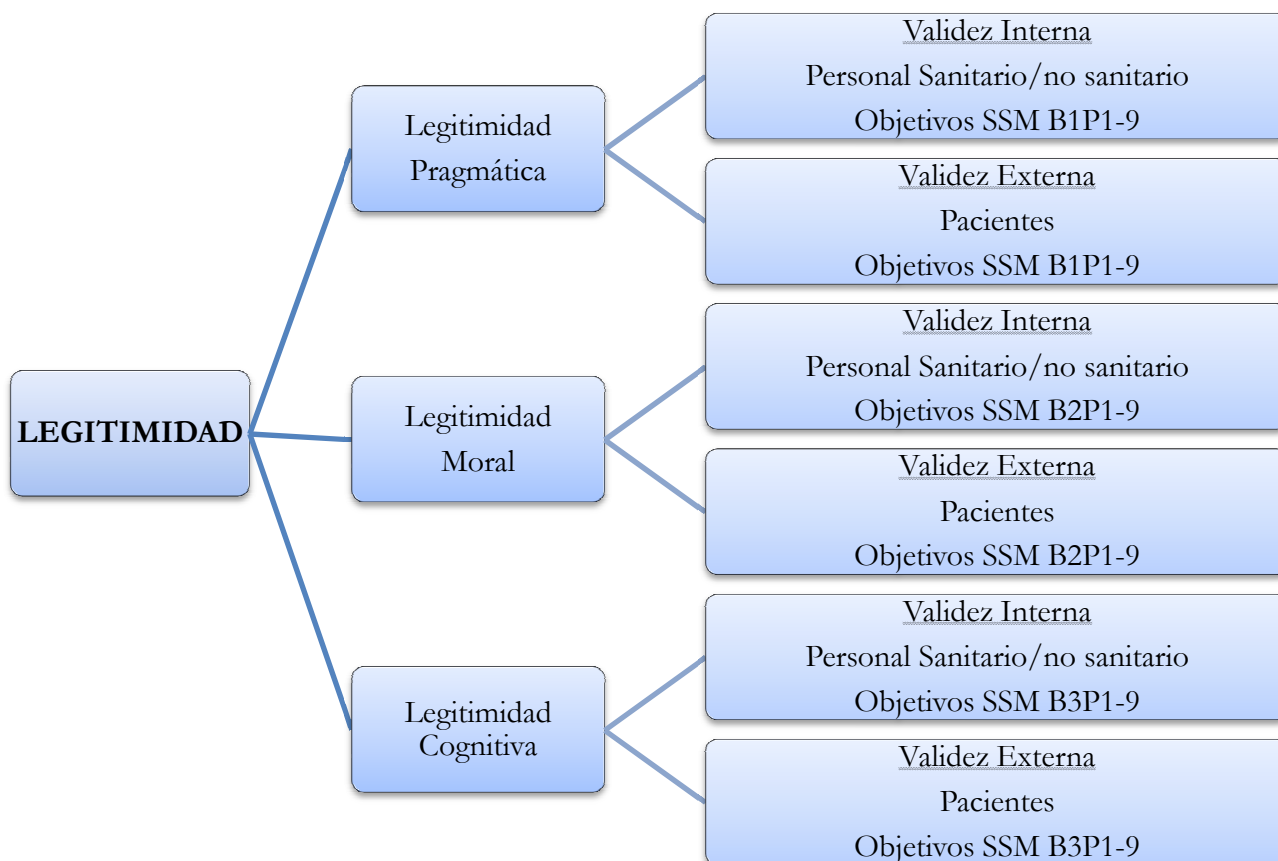 LEGITIMIDAD
Legitimidad
Pragmática
Validez Interna
Personal Sanitario/no sanitario
Objetivos SSM B1P1-9
Validez Externa
Pacientes
Objetivos SSM B1P1-9
Legitimidad
Moral
Validez Interna
Personal Sanitario/no sanitario
Objetivos SSM B2P1-9
Validez Externa
Pacientes
Objetivos SSM B2P1-9
Legitimidad
Cognitiva
Validez Interna
Personal Sanitario/no sanitario
Objetivos SSM B3P1-9
Validez Externa
Pacientes
Objetivos SSM B3P1-9